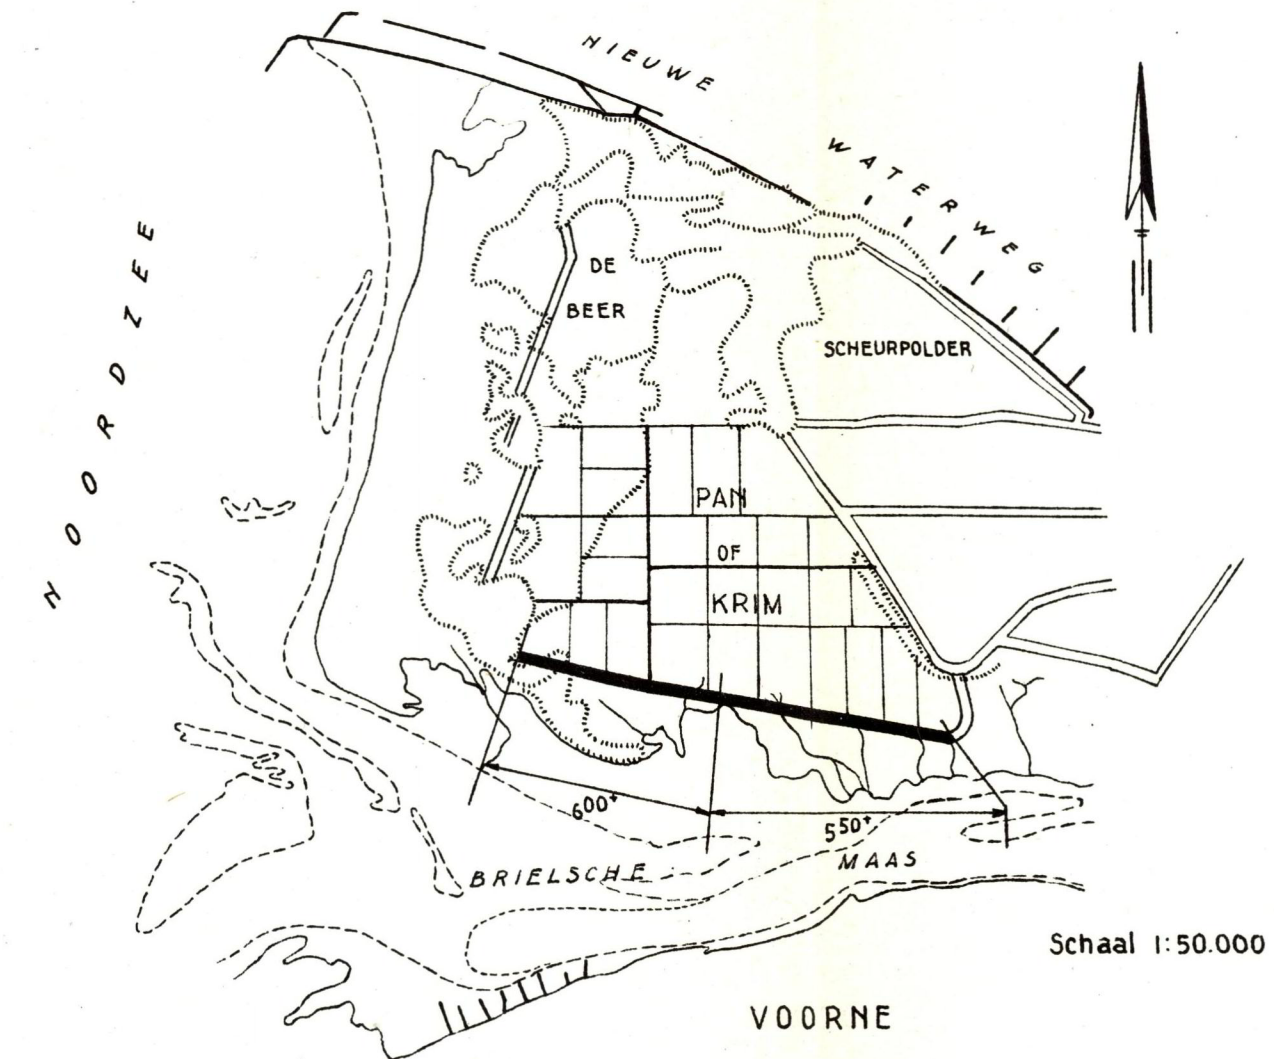 NIEUWE
WATERWEG
NOORDZEE
DE
BEER
SCHEURPOLDER
PAN
OF
KRIM
600+
550+
BRIELSCHE
MAAS
Schaal 1:50.000
VOORNE